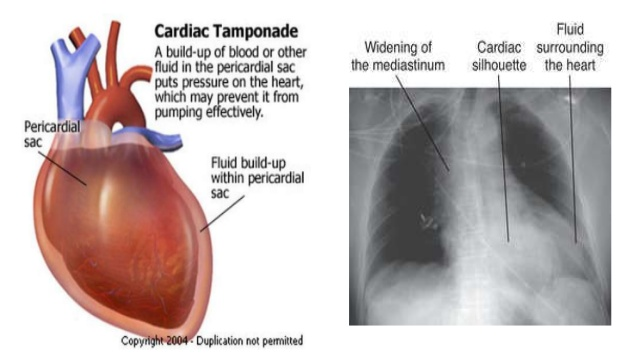 Cardiac Tamponade
A build-up of blood or other
fluid in the pericardial sac
puts pressure on the heart,
which may prevent it from
pumping effectively.
Pericardial
sac
Fluid build-up
within pericardial
sac
Copyright 2004 - Duplication not permitted
Widening of
the mediastinum
Cardiac
silhouette
Fluid
surrounding
the heart